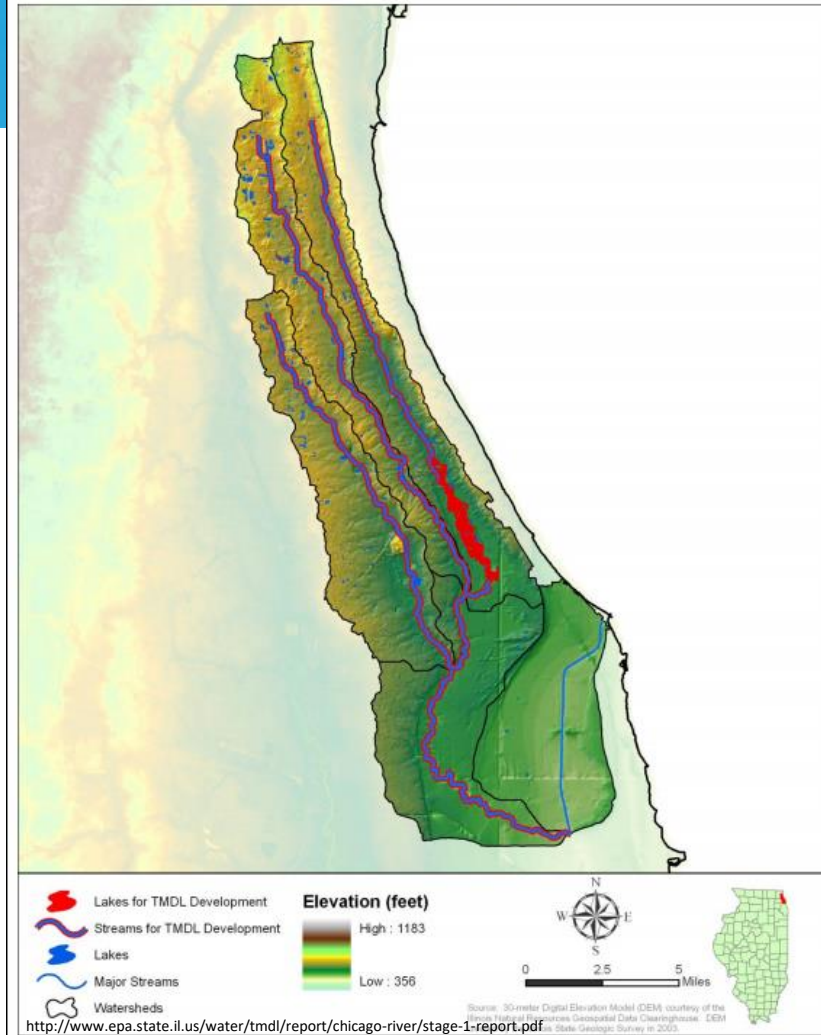 Lakes for TMDL Development
Streams for TMDL Development
Lakes
Major Streams
Watersheds
Elevation (feet)
High : 1183
Low : 356
N
W E
S
0 2.5 5
Miles
Source: 30-meter Digital Elevation Model (DEM) courtesy of the
Illinois Natural Resources Geospatial Data Clearinghouse. DEM
State Geologic Survey in 2003.
http://www.epa.state.il.us/water/tmdl/report/chicago-river/stage-1-report.pdf